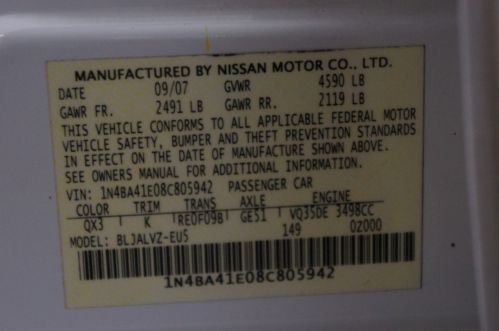 MANUFACTURED BY NISSAN MOTOR CO., LTD.
DATE 09/07 GVWR 4590 LB
GAWR FR. 2491 LB GAWR RR. 2119 LB
THIS VEHICLE CONFORMS TO ALL APPLICABLE FEDERAL MOTOR
VEHICLE SAFETY, BUMPER AND THEFT PREVENTION STANDARDS
IN EFFECT ON THE DATE OF MANUFACTURE SHOWN ABOVE.
SEE OWNERS MANUAL FOR ADDITIONAL INFORMATION.
VIN: 1N4BA41E08C805942 PASSENGER CAR
COLOR TRIM TRANS AXLE ENGINE
QX3 K RE0F09B GE51 VQ35DE 3498CC
MODEL: BLJALVZ-EU5 149 0Z000
1N4BA41E08C805942